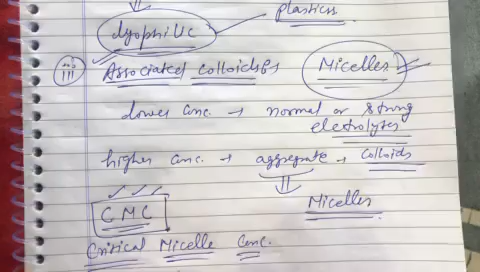 plastics
Lyophilic
(iii) Associated Colloids Micelles
lower Conc. → normal or strong
electrolytes
higher Conc. → aggregate → Colloids
Micelles
CMC
Critical Micelle Conc.